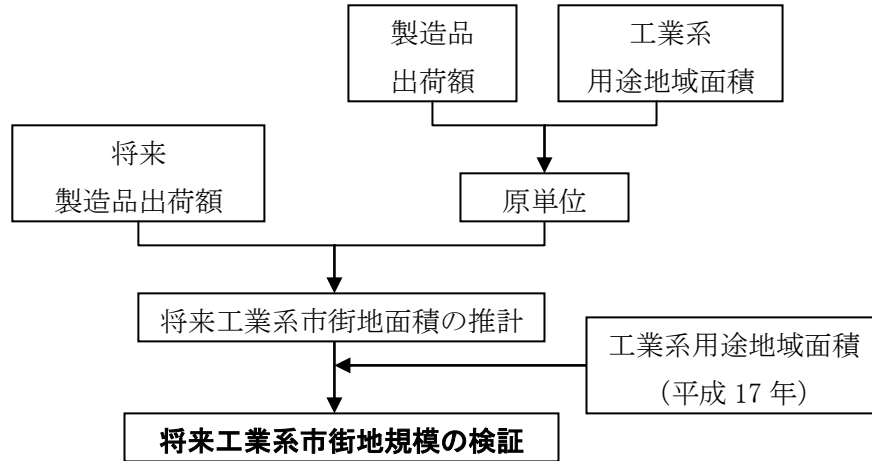 製造品
出荷額
工業系
用途地域面積
将来
製造品出荷額
原単位
将来工業系市街地面積の推計
工業系用途地域面積
（平成 17 年）
将来工業系市街地規模の検証